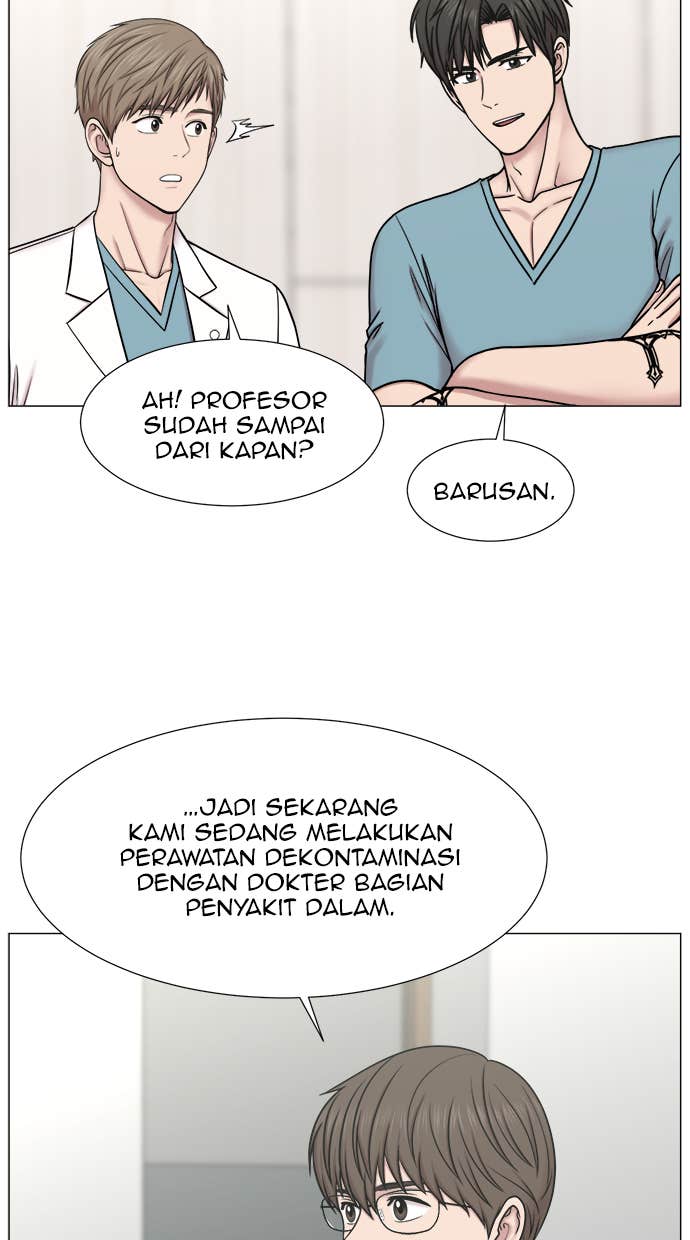 AH! PROFESOR
SUDAH SAMPAI
DARI KAPAN?
BARUSAN.
...JADI SEKARANG
KAMI SEDANG MELAKUKAN
PERAWATAN DEKONTAMINASI
DENGAN DOKTER BAGIAN
PENYAKIT DALAM.